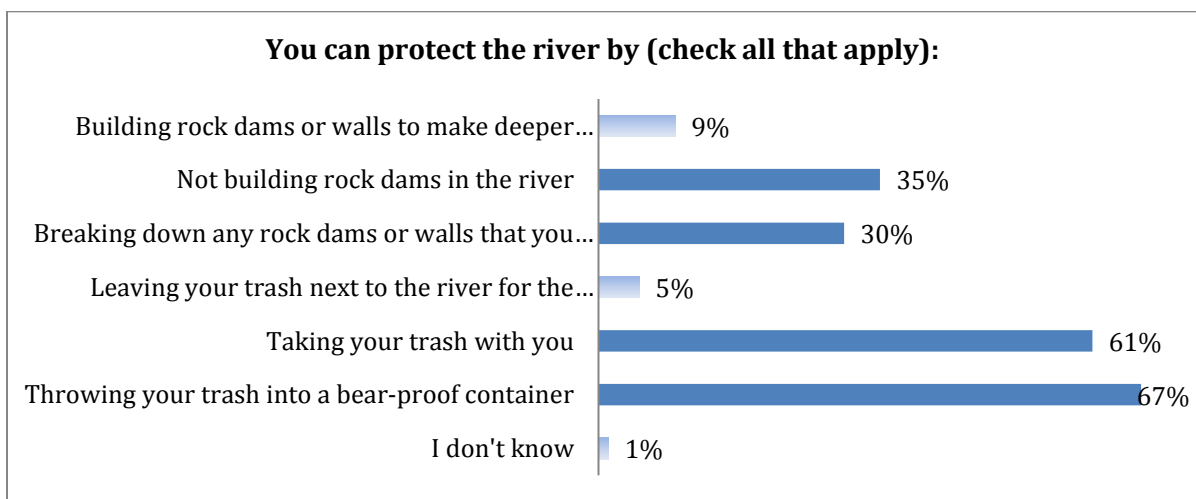 You can protect the river by (check all that apply):
Building rock dams or walls to make deeper... 9%
Not building rock dams in the river 35%
Breaking down any rock dams or walls that you... 30%
Leaving your trash next to the river for the... 5%
Taking your trash with you 61%
Throwing your trash into a bear-proof container 67%
I don't know 1%